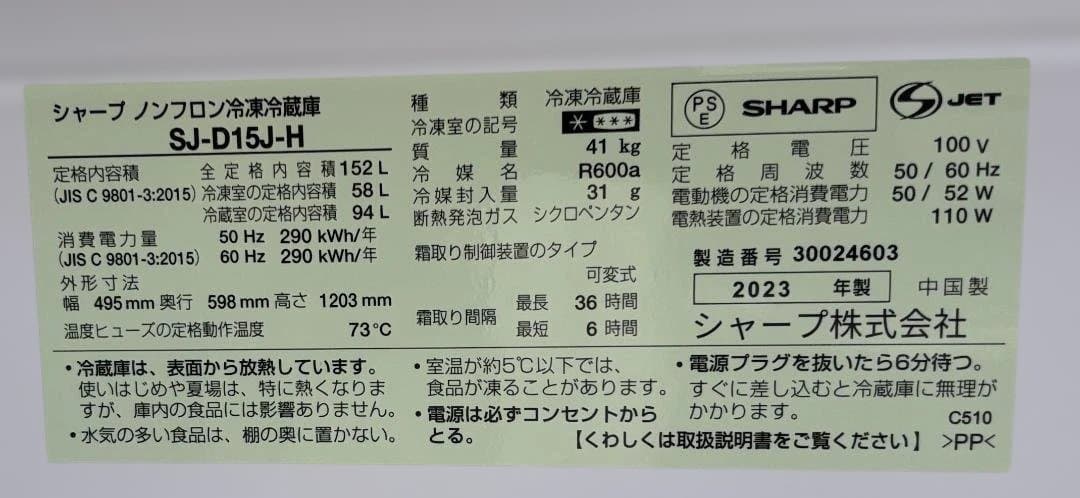 シャープ ノンフロン冷凍冷蔵庫
SJ-D15J-H
定格内容積 全定格内容積 152 L
(JIS C 9801-3:2015) 冷凍室の定格内容積 58 L
冷蔵室の定格内容積 94 L
消費電力量 50 Hz 290 kWh/年
(JIS C 9801-3:2015) 60 Hz 290 kWh/年
外形寸法
幅 495 mm 奥行 598 mm 高さ 1203 mm
温度ヒューズの定格動作温度 73℃
種類 冷凍冷蔵庫
冷凍室の記号 * ***
質量 41 kg
冷媒名 R600a
冷媒封入量 31 g
断熱発泡ガス シクロペンタン
霜取り制御装置のタイプ
可変式
霜取り間隔 最長 36 時間
最短 6 時間
PSE SHARP JET
定格電圧 100 V
定格周波数 50 / 60 Hz
電動機の定格消費電力 50 / 52 W
電熱装置の定格消費電力 110 W
製造番号 30024603
2023 年製 中国製
シャープ株式会社
・冷蔵庫は、表面から放熱しています。
使いはじめや夏場は、特に熱くなりま
すが、庫内の食品には影響ありません。
・水気の多い食品は、棚の奥に置かない。
・室温が約5℃以下では、
食品が凍ることがあります。
・電源は必ずコンセントから
とる。
・電源プラグを抜いたら6分待つ。
すぐに差し込むと冷蔵庫に無理が
かかります。 C510
【くわしくは取扱説明書をご覧ください】 >PP<